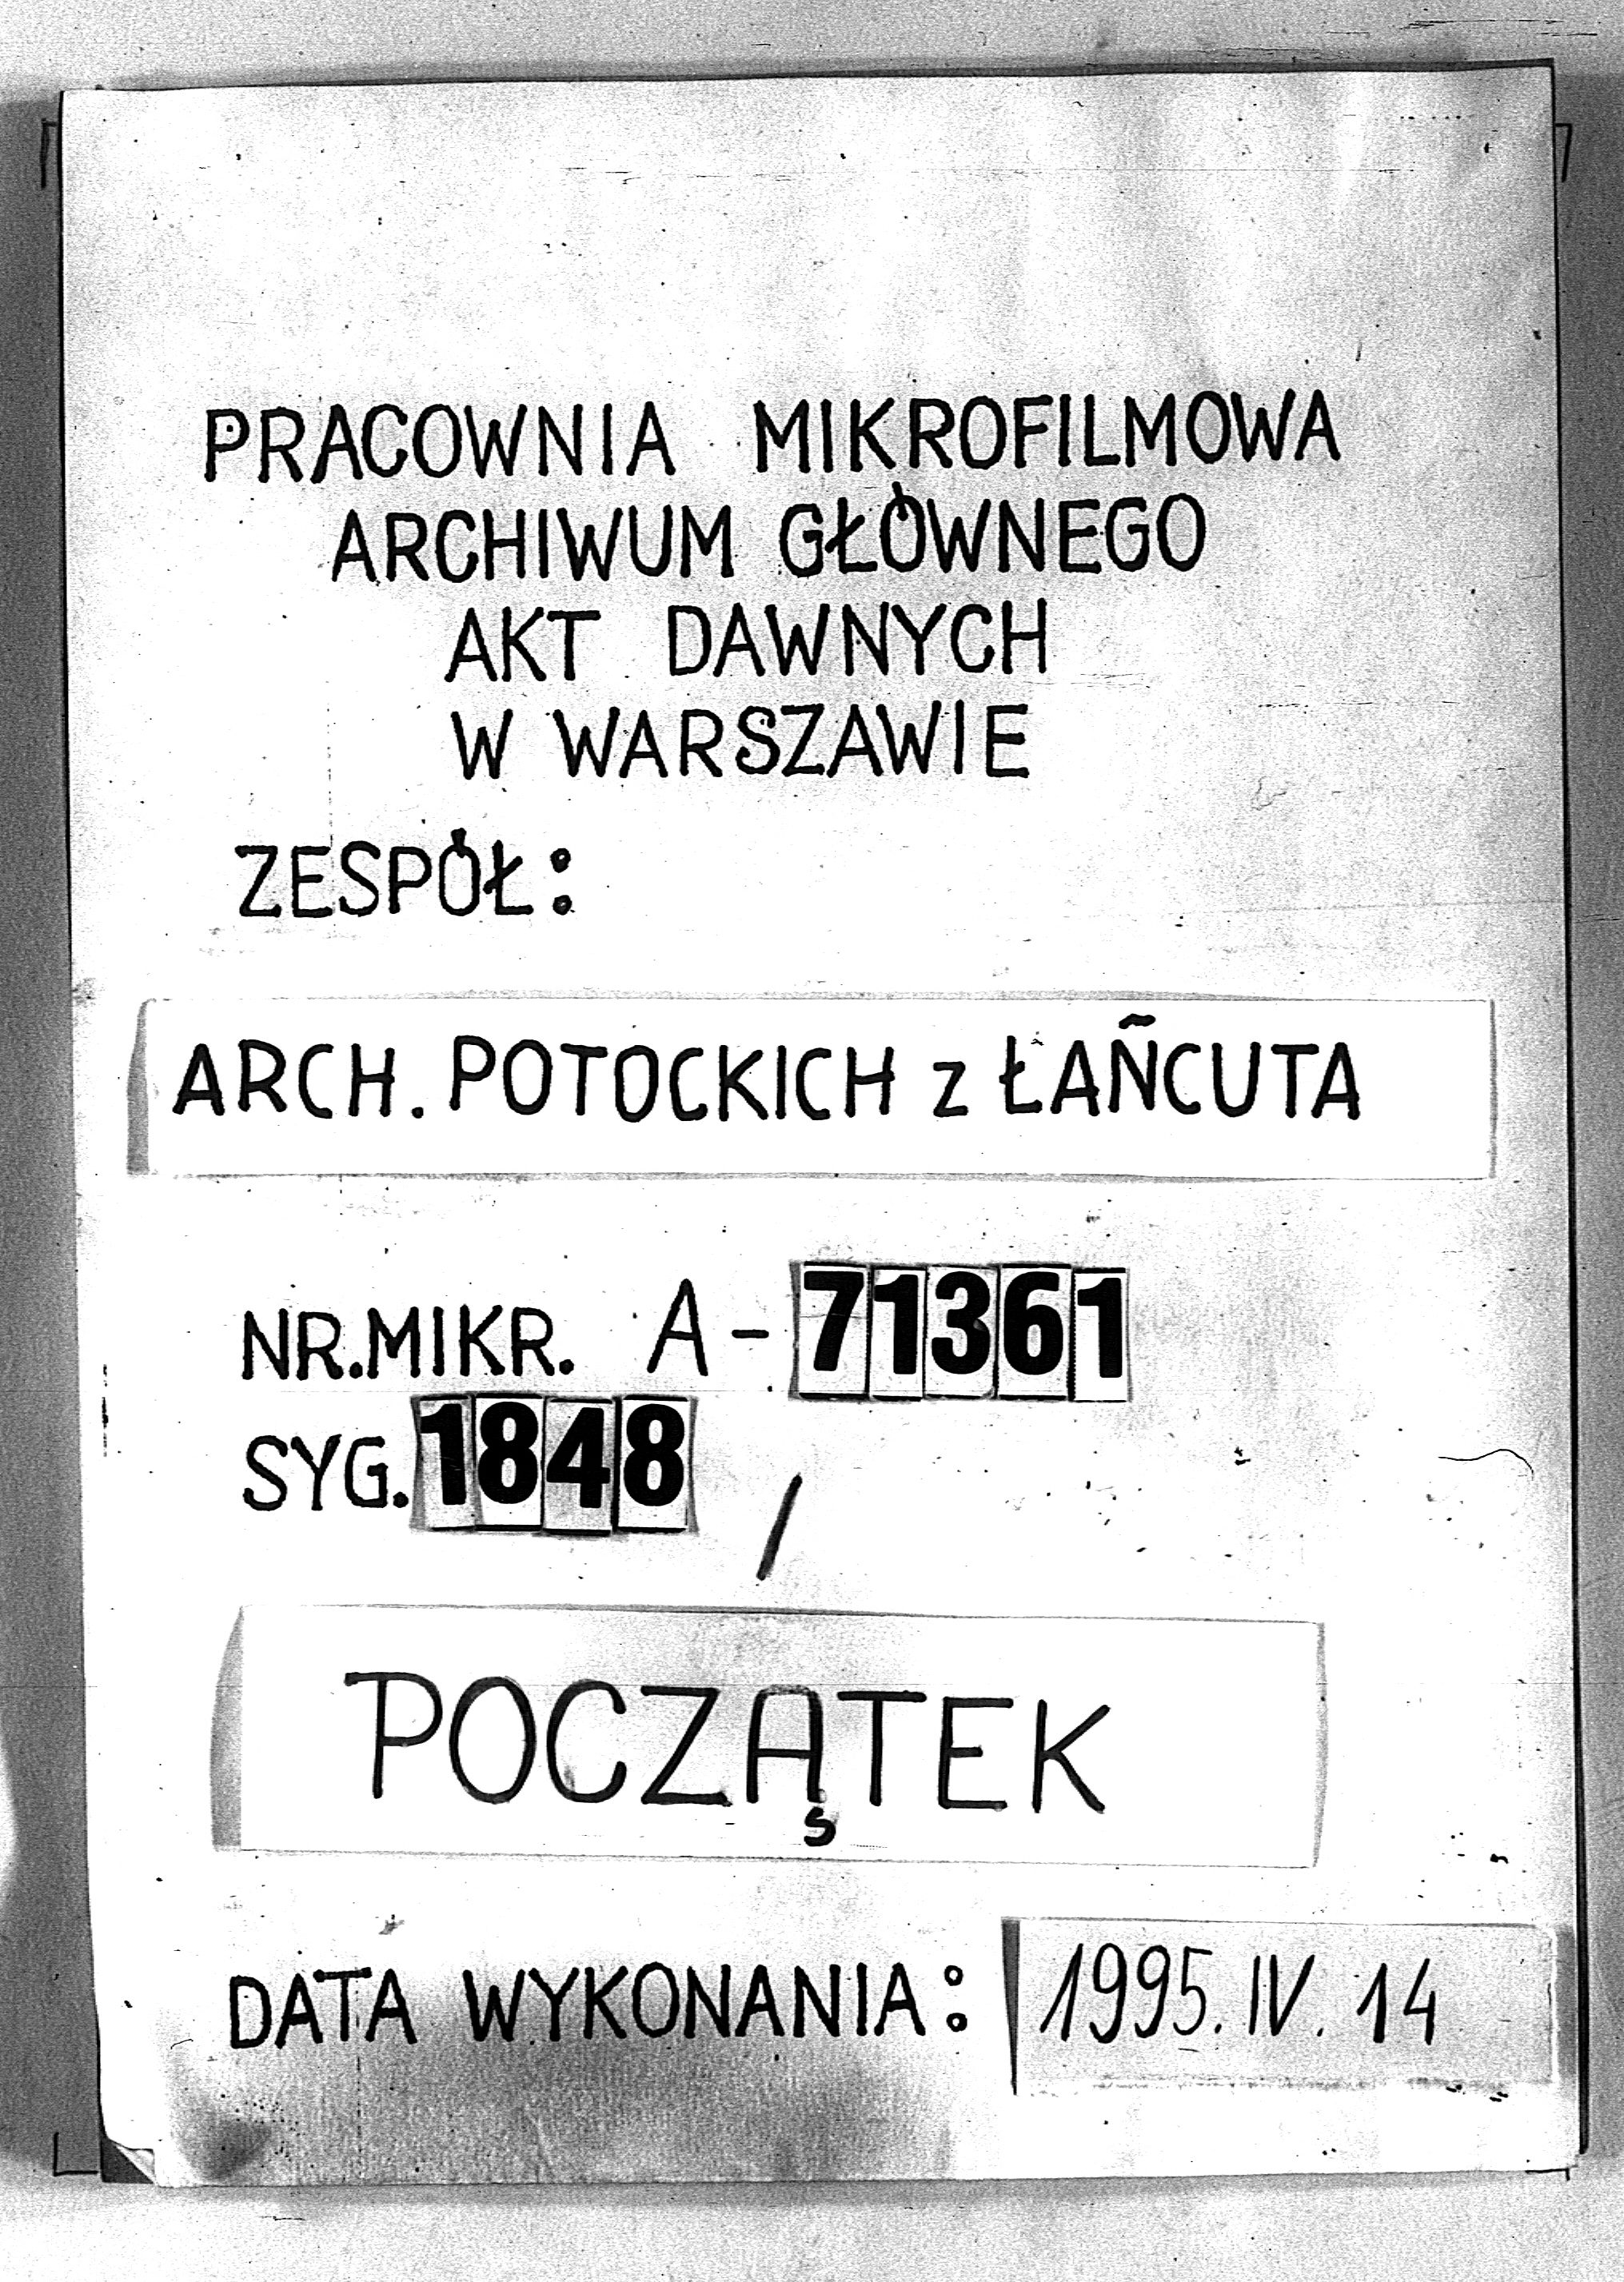 PRACOWNIA MIKROFILMOWA
ARCHIWUM GŁÓWNEGO
AKT DAWNYCH
W WARSZAWIE
ZESPÓŁ:
ARCH. POTOCKICH z ŁAŃCUTA
NR.MIKR. A-71361
SYG. 1848 /
POCZĄTEK
DATA WYKONANIA: 1995.IV.14